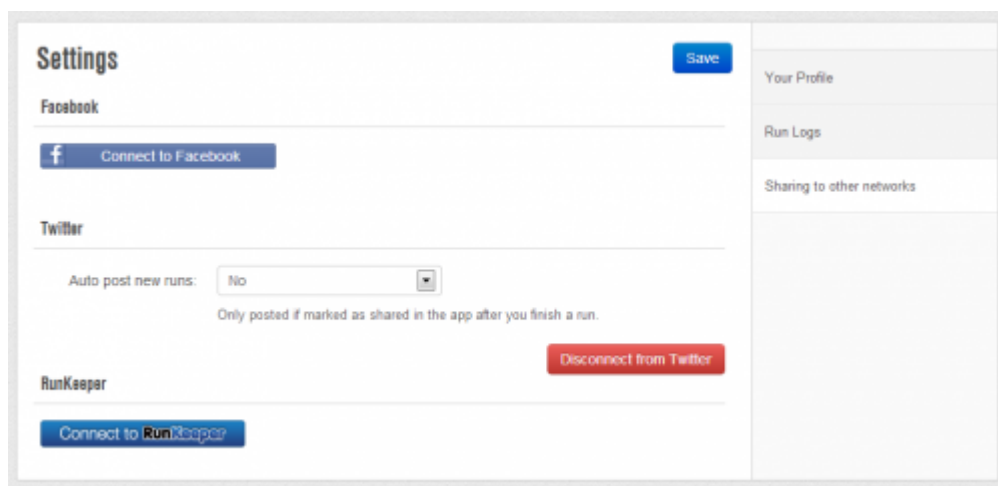 Settings
Save
Facebook
f Connect to Facebook
Twitter
Auto post new runs: No
Only posted if marked as shared in the app after you finish a run.
Disconnect from Twitter
RunKeeper
Connect to RunKeeper
Your Profile
Run Logs
Sharing to other networks